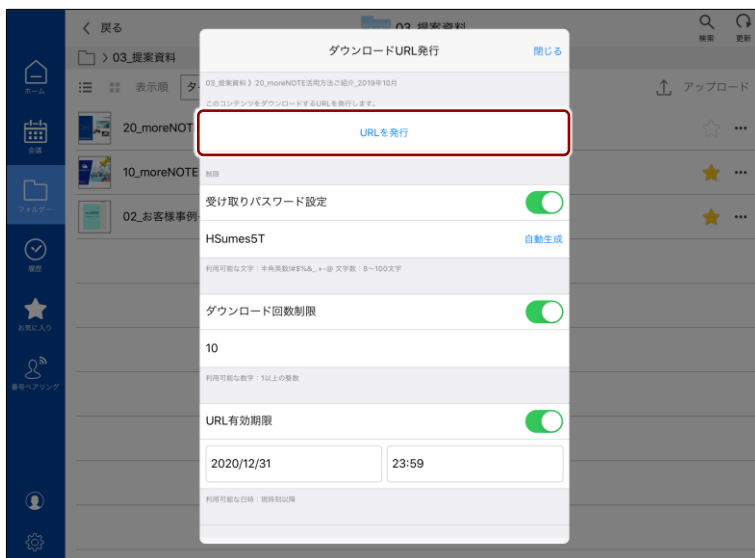 戻る
03_提案資料
検索
更新
03_提案資料
表示順
アップロード
ホーム
会議
フォルダー
履歴
お気に入り
番号ペアリング
20_moreNOT
10_moreNOTE
02_お客様事例
ダウンロードURL発行
閉じる
03_提案資料 》 20_moreNOTE活用方法ご紹介_2019年10月
このコンテンツをダウンロードするURLを発行します。
URLを発行
制限
受け取りパスワード設定
HSumes5T
自動生成
利用可能な文字：半角英数!#$%&_+-@ 文字数：8～100文字
ダウンロード回数制限
10
利用可能な数字：1以上の整数
URL有効期限
2020/12/31
23:59
利用可能な日時：現時刻以降